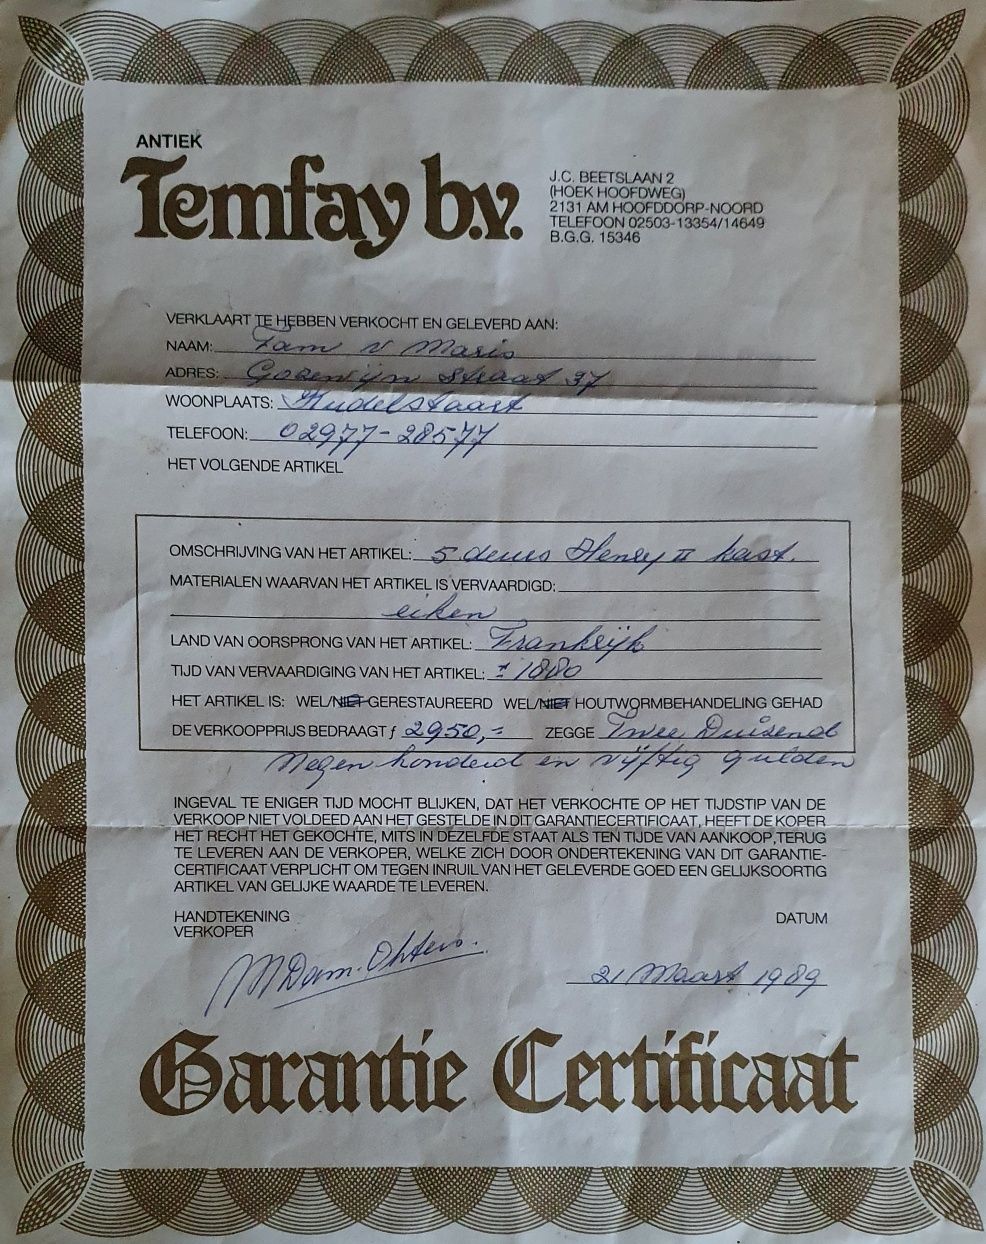 ANTIEK
Temfay b.v.
J.C. BEETSLAAN 2
(HOEK HOOFDWEG)
2131 AM HOOFDDORP-NOORD
TELEFOON 02503-13354/14649
B.G.G. 15346
VERKLAART TE HEBBEN VERKOCHT EN GELEVERD AAN:
NAAM: Fam v Maris
ADRES: Gosewijn Straat 37
WOONPLAATS: Kudelstaart
TELEFOON: 02977-28577
HET VOLGENDE ARTIKEL
OMSCHRIJVING VAN HET ARTIKEL: 5 deurs Henry II kast.
MATERIALEN WAARVAN HET ARTIKEL IS VERVAARDIGD:
eiken
LAND VAN OORSPRONG VAN HET ARTIKEL: Frankrijk
TIJD VAN VERVAARDIGING VAN HET ARTIKEL: ± 1880
HET ARTIKEL IS: WEL/NIET GERESTAUREERD WEL/NIET HOUTWORMBEHANDELING GEHAD
DE VERKOOPPRIJS BEDRAAGT ƒ 2950,= ZEGGE Twee Duizend
Negen honderd en vijftig gulden
INGEVAL TE ENIGER TIJD MOCHT BLIJKEN, DAT HET VERKOCHTE OP HET TIJDSTIP VAN DE
VERKOOP NIET VOLDEED AAN HET GESTELDE IN DIT GARANTIECERTIFICAAT, HEEFT DE KOPER
HET RECHT HET GEKOCHTE, MITS IN DEZELFDE STAAT ALS TEN TIJDE VAN AANKOOP, TERUG
TE LEVEREN AAN DE VERKOPER, WELKE ZICH DOOR ONDERTEKENING VAN DIT GARANTIE-
CERTIFICAAT VERPLICHT OM TEGEN INRUIL VAN HET GELEVERDE GOED EEN GELIJKSOORTIG
ARTIKEL VAN GELIJKE WAARDE TE LEVEREN.
HANDTEKENING
VERKOPER
DATUM
21 Maart 1989
Garantie Certificaat